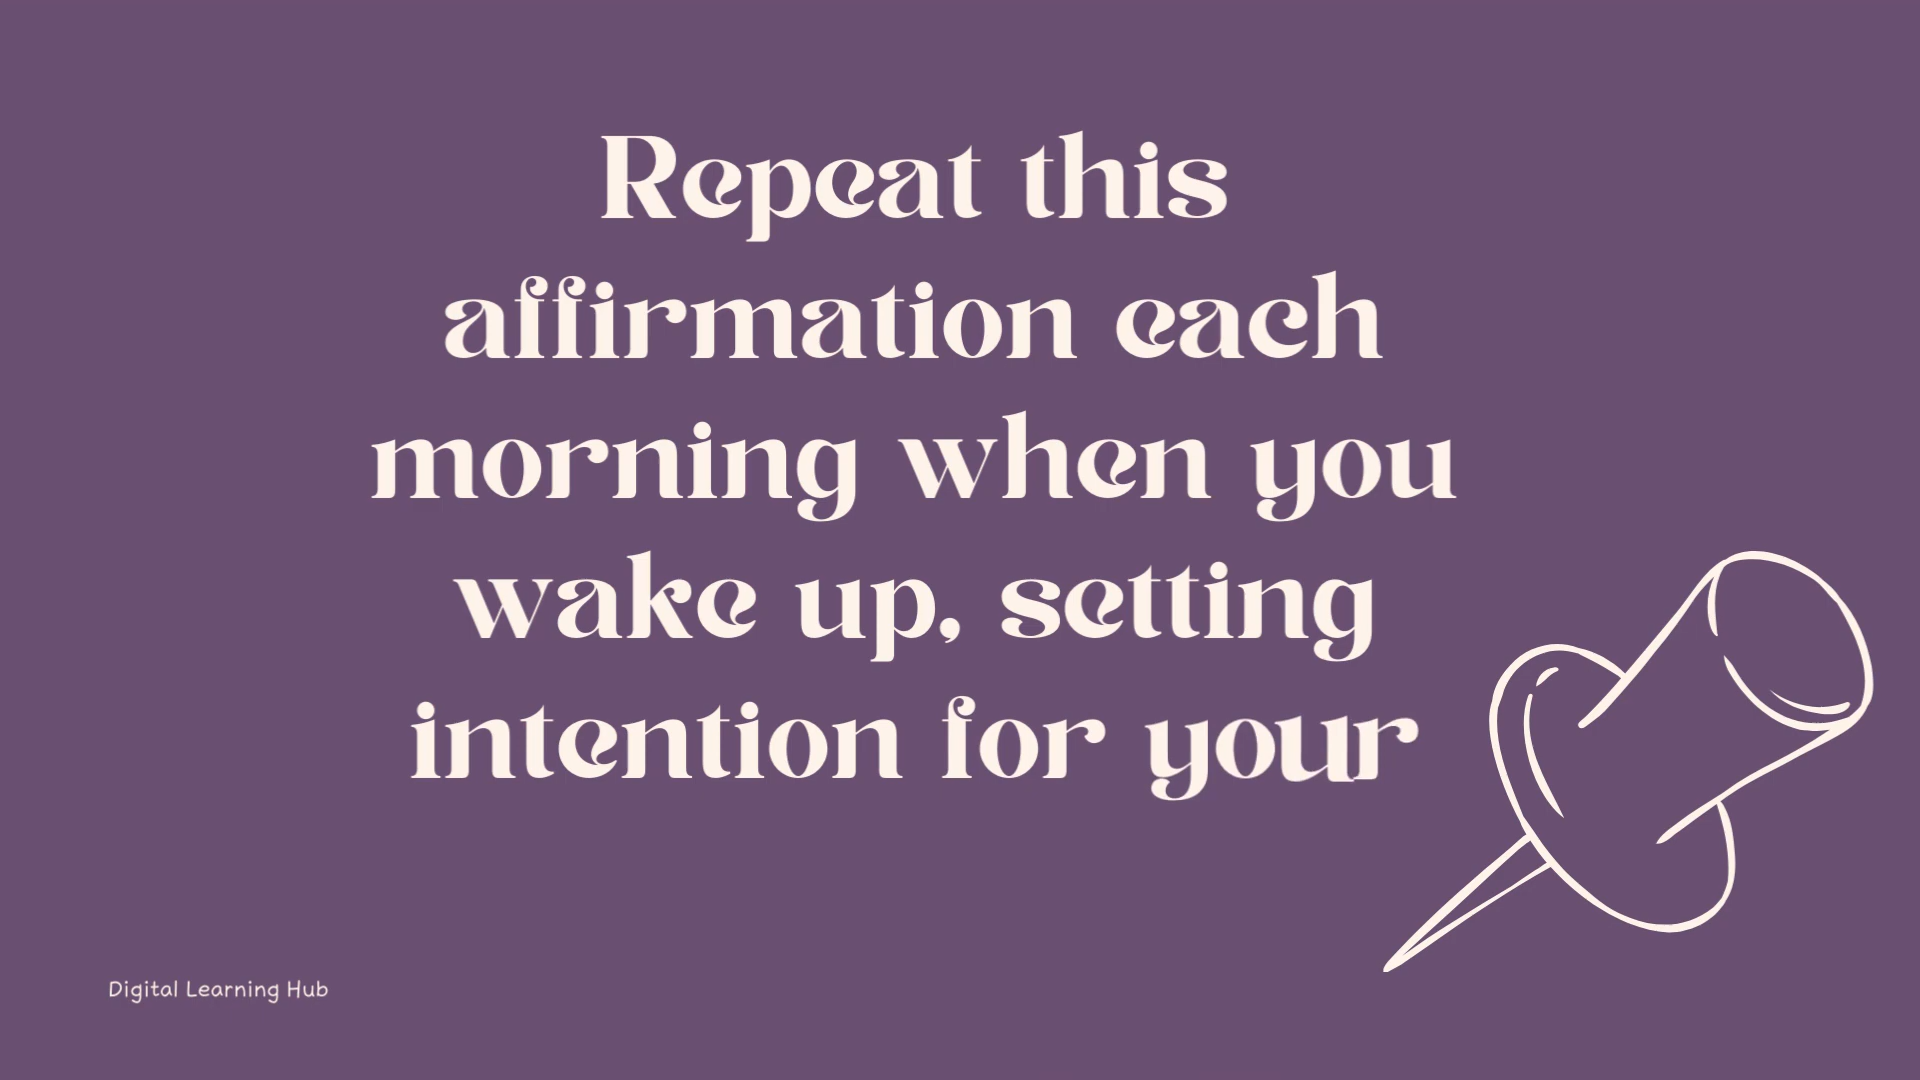 Repeat this
affirmation each
morning when you
wake up, setting
intention for your
Digital Learning Hub